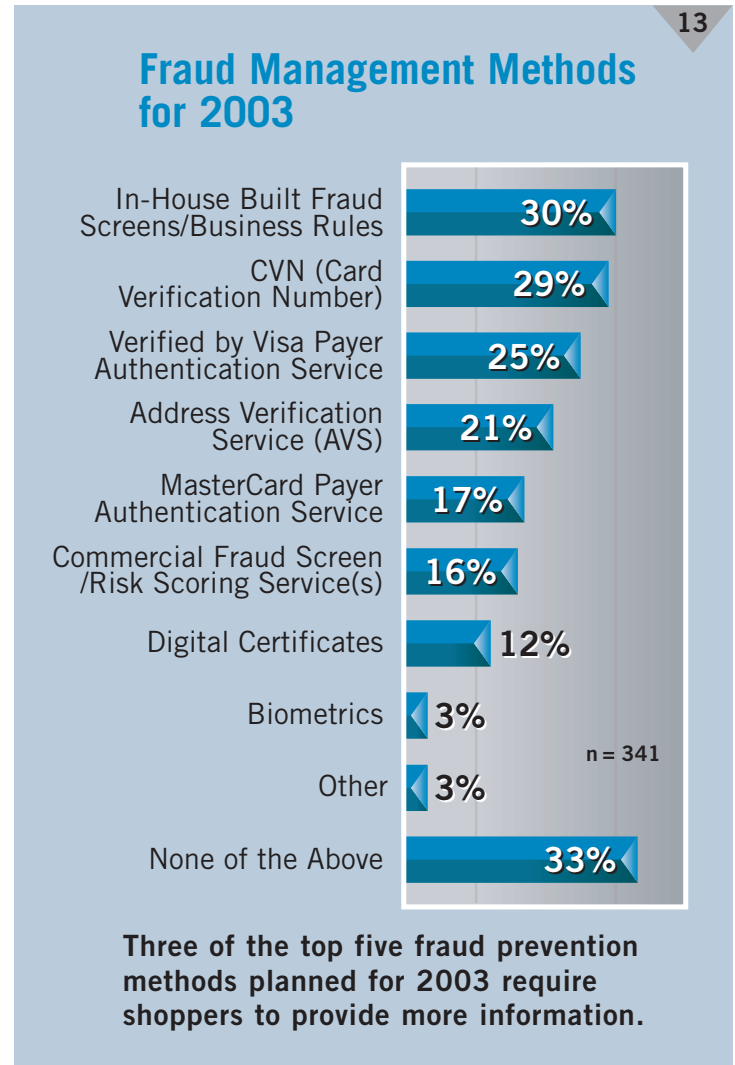 13
Fraud Management Methods
for 2003
In-House Built Fraud
Screens/Business Rules
30%
CVN (Card
Verification Number)
29%
Verified by Visa Payer
Authentication Service
25%
Address Verification
Service (AVS)
21%
MasterCard Payer
Authentication Service
17%
Commercial Fraud Screen
/Risk Scoring Service(s)
16%
Digital Certificates
12%
Biometrics
3%
n = 341
Other
3%
None of the Above
33%
Three of the top five fraud prevention
methods planned for 2003 require
shoppers to provide more information.